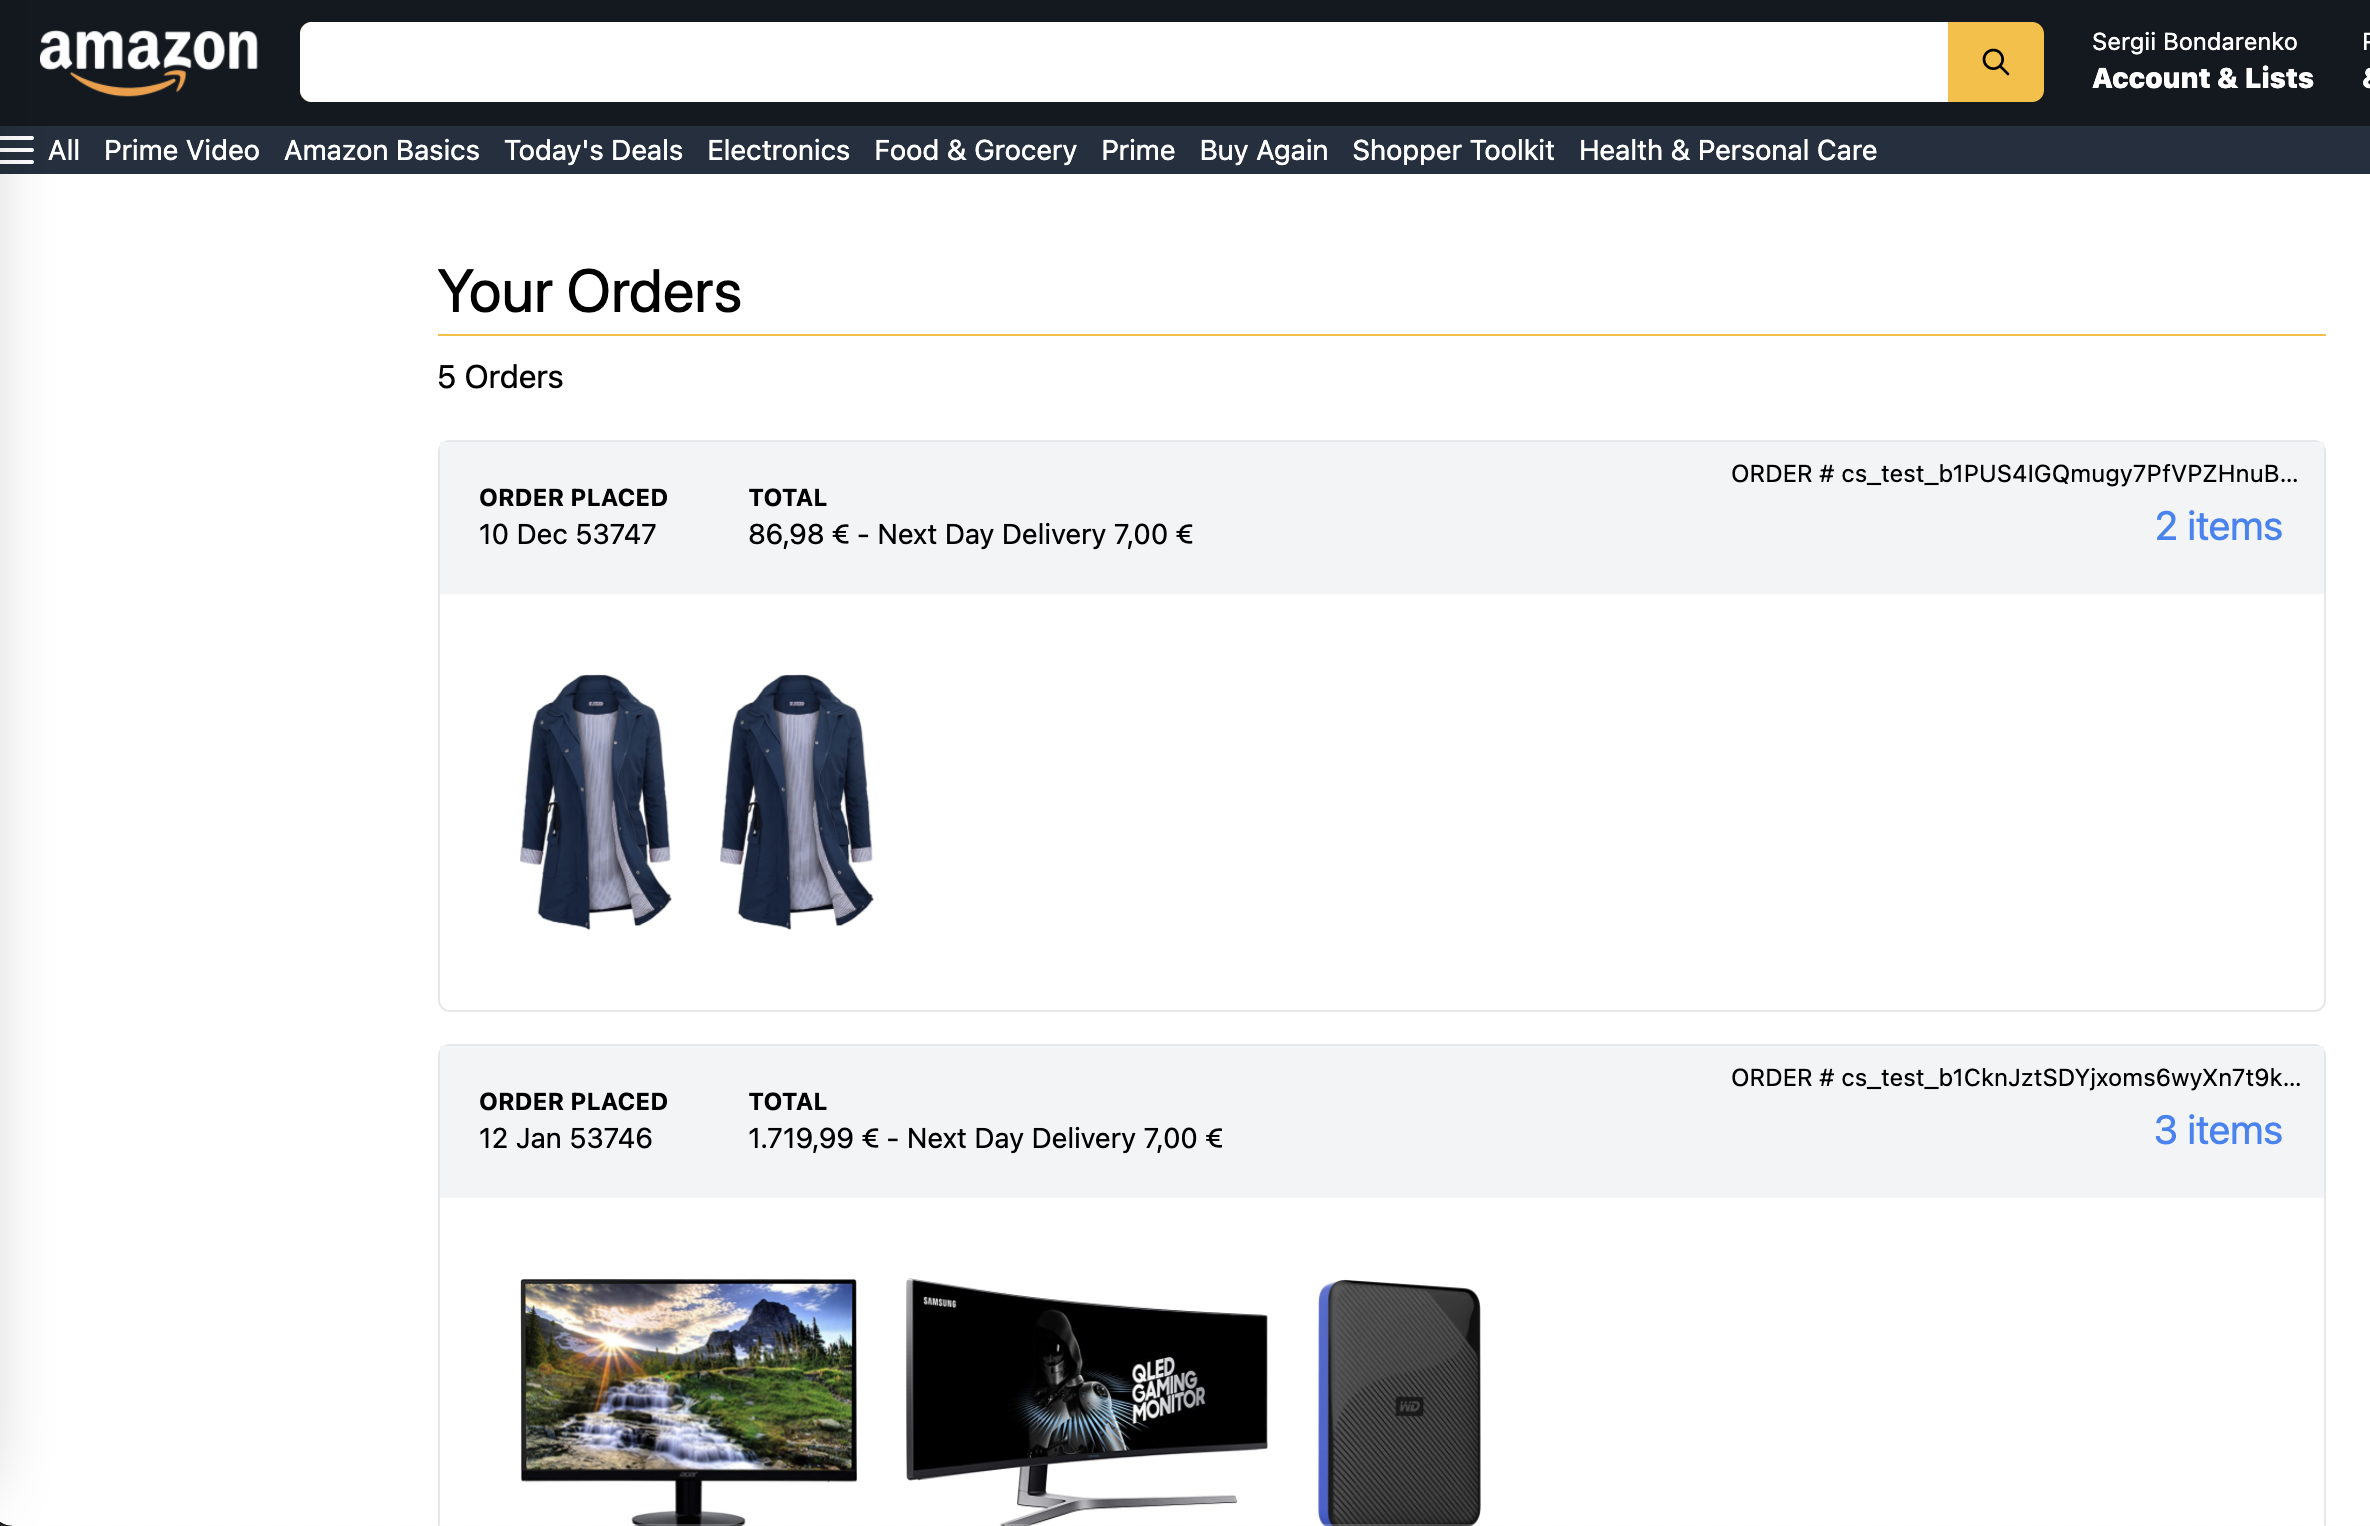 amazon
Sergii Bondarenko
Account & Lists
All Prime Video Amazon Basics Today's Deals Electronics Food & Grocery Prime Buy Again Shopper Toolkit Health & Personal Care
Your Orders
5 Orders
ORDER # cs_test_b1PUS4IGQmugy7PfVPZHnuB...
ORDER PLACED TOTAL
10 Dec 53747 86,98 € - Next Day Delivery 7,00 €
2 items
ORDER # cs_test_b1CknJztSDYjxoms6wyXn7t9k...
ORDER PLACED TOTAL
12 Jan 53746 1.719,99 € - Next Day Delivery 7,00 €
3 items
SAMSUNG
QLED
GAMING
MONITOR
WD
acer